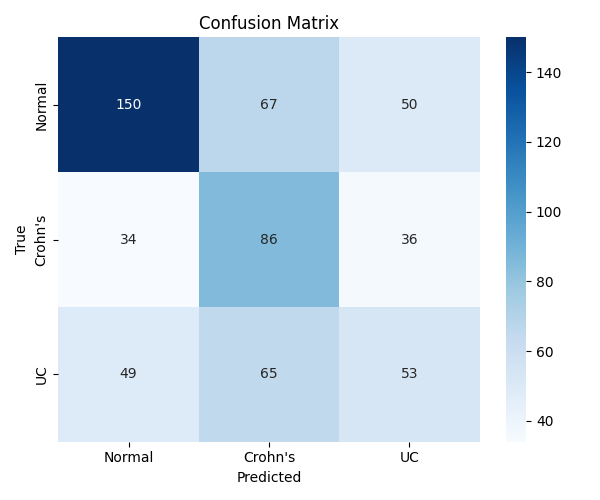 Confusion Matrix
Normal
150
67
50
True
Crohn's
34
86
36
UC
49
65
53
Normal
Crohn's
UC
Predicted
140
120
100
80
60
40